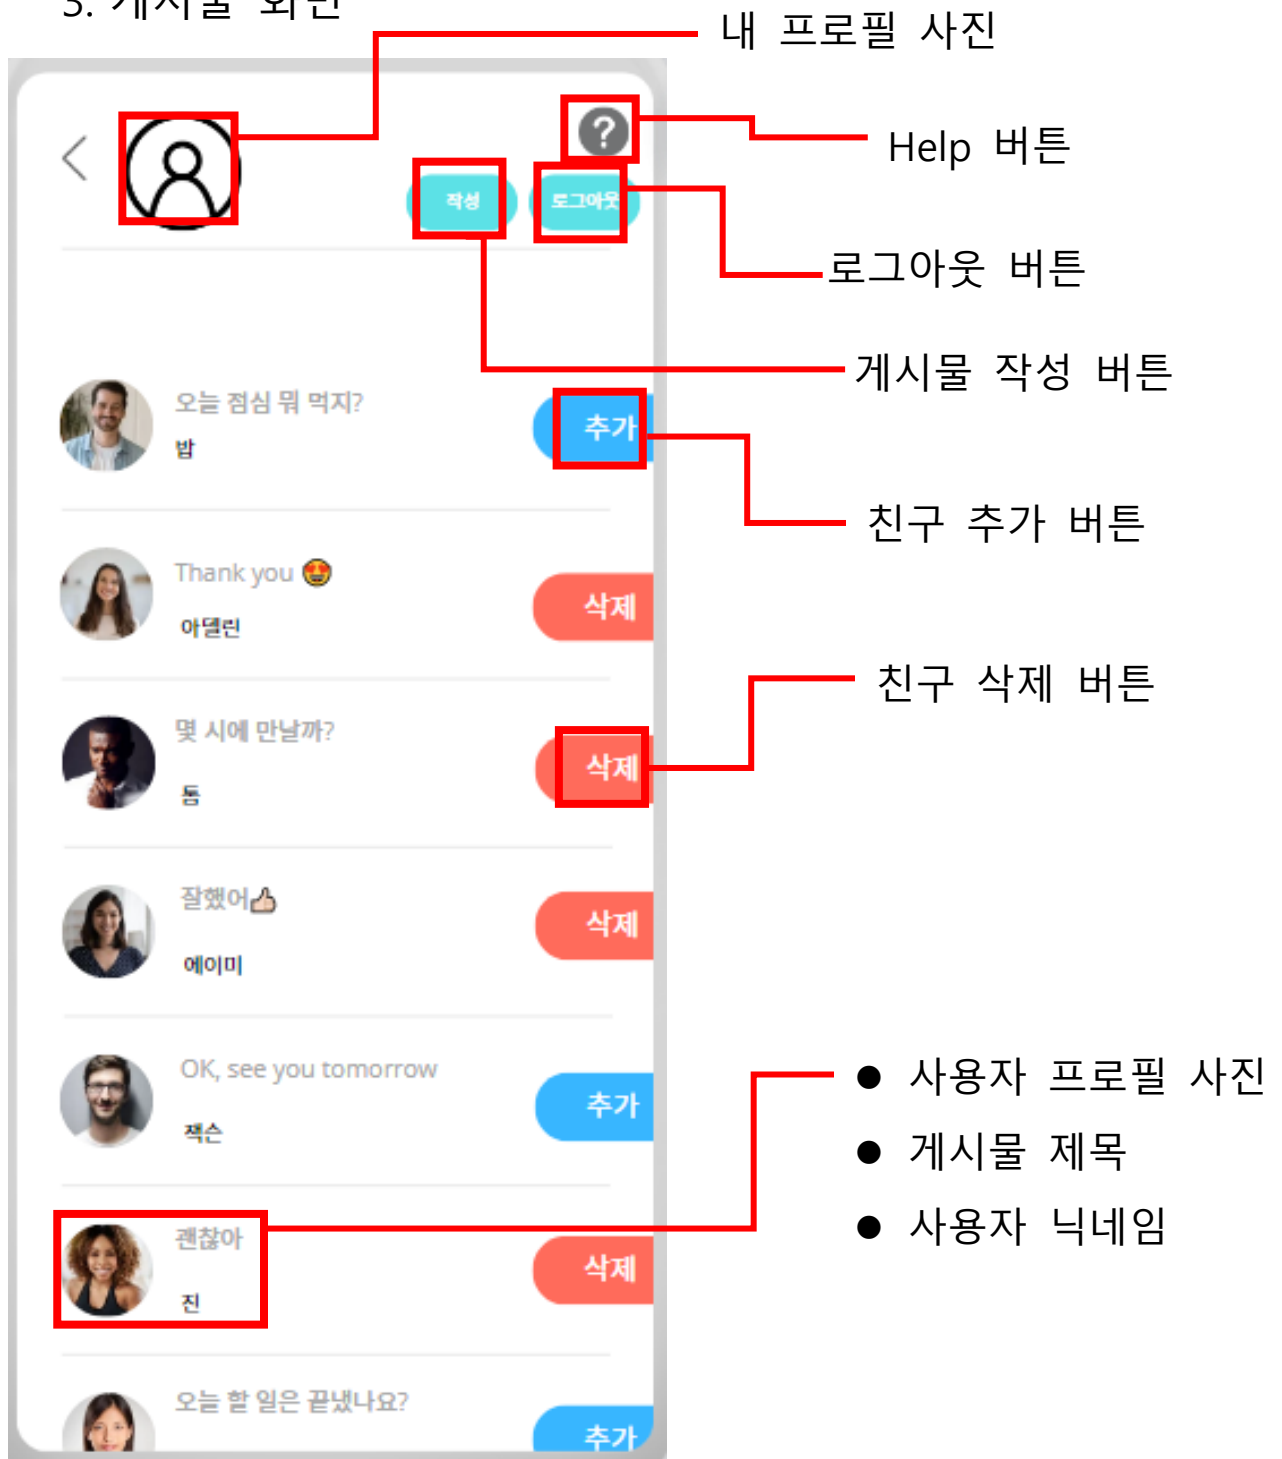 3. 게시물 화면
내 프로필 사진
Help 버튼
?
작성
로그아웃
로그아웃 버튼
게시물 작성 버튼
오늘 점심 뭐 먹지?
밥
추가
친구 추가 버튼
Thank you 😍
아델린
삭제
친구 삭제 버튼
몇 시에 만날까?
톰
삭제
잘했어👍
에이미
삭제
OK, see you tomorrow
잭슨
추가
● 사용자 프로필 사진
● 게시물 제목
● 사용자 닉네임
괜찮아
진
삭제
오늘 할 일은 끝냈나요?
추가